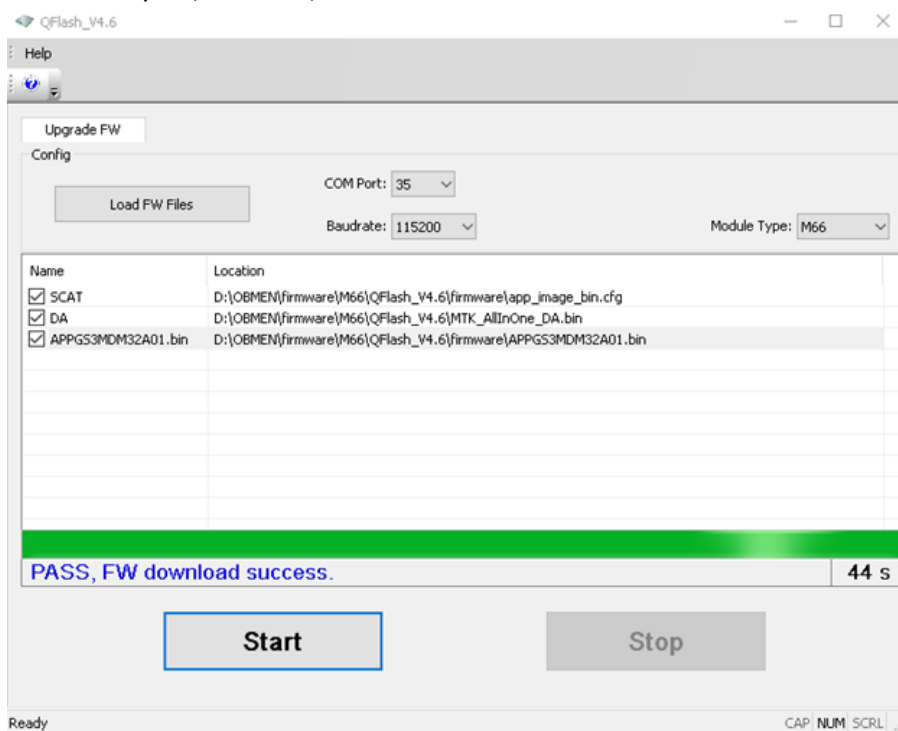 QFlash_V4.6
Help
Upgrade FW
Config
Load FW Files
COM Port: 35
Baudrate: 115200
Module Type: M66
Name Location
SCAT D:\OBMEN\firmware\M66\QFlash_V4.6\firmware\app_image_bin.cfg
DA D:\OBMEN\firmware\M66\QFlash_V4.6\MTK_AllInOne_DA.bin
APPGS3MDM32A01.bin D:\OBMEN\firmware\M66\QFlash_V4.6\firmware\APPGS3MDM32A01.bin
PASS, FW download success. 44 s
Start Stop
Ready CAP NUM SCRL